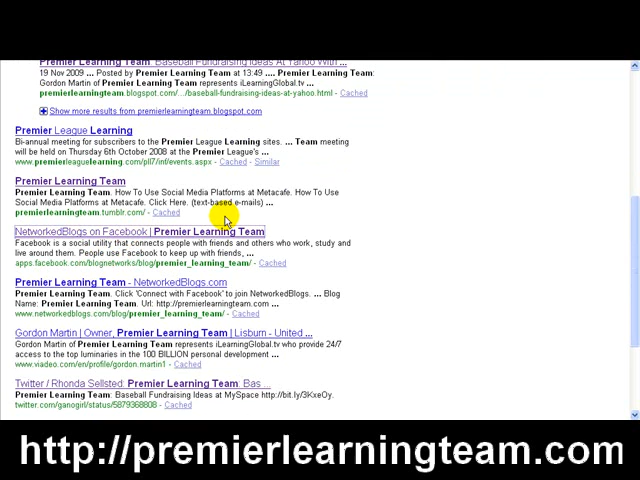 Premier Learning Team: Baseball Fundraising Ideas At Yahoo With ...
19 Nov 2009 ... Posted by Premier Learning Team at 13:49 .... Premier Learning Team:
Gordon Martin of Premier Learning Team represents iLearningGlobal.tv ...
premierlearningteam.blogspot.com/.../baseball-fundraising-ideas-at-yahoo.html - Cached
Show more results from premierlearningteam.blogspot.com
Premier League Learning
Bi-annual meeting for subscribers to the Premier League Learning sites. ... Team meeting
will be held on Thursday 6th October 2008 at the Premier League's ...
www.premierleaguelearning.com/pll7/inf/events.aspx - Cached - Similar
Premier Learning Team
Premier Learning Team. How To Use Social Media Platforms at Metacafe. How To Use
Social Media Platforms at Metacafe. Click Here. (text-based e-mails) ...
premierlearningteam.tumblr.com/ - Cached
NetworkedBlogs on Facebook | Premier Learning Team
Facebook is a social utility that connects people with friends and others who work, study and
live around them. People use Facebook to keep up with friends, ...
apps.facebook.com/blognetworks/blog/premier_learning_team/ - Cached
Premier Learning Team - NetworkedBlogs.com
Premier Learning Team. Click 'Connect with Facebook' to join NetworkedBlogs. ... Blog
Name: Premier Learning Team. Url: http://premierlearningteam.com ...
www.networkedblogs.com/blog/premier_learning_team/ - Cached
Gordon Martin | Owner, Premier Learning Team | Lisburn - United ...
Gordon Martin of Premier Learning Team represents iLearningGlobal.tv who provide 24/7
access to the top luminaries in the 100 BILLION personal development ...
www.viadeo.com/en/profile/gordon.martin1 - Cached
Twitter / Rhonda Sellsted: Premier Learning Team: Bas ...
Premier Learning Team: Baseball Fundraising Ideas at MySpace http://bit.ly/3KxeOy.
twitter.com/ganogirl/status/5879368808 - Cached
http://premierlearningteam.com